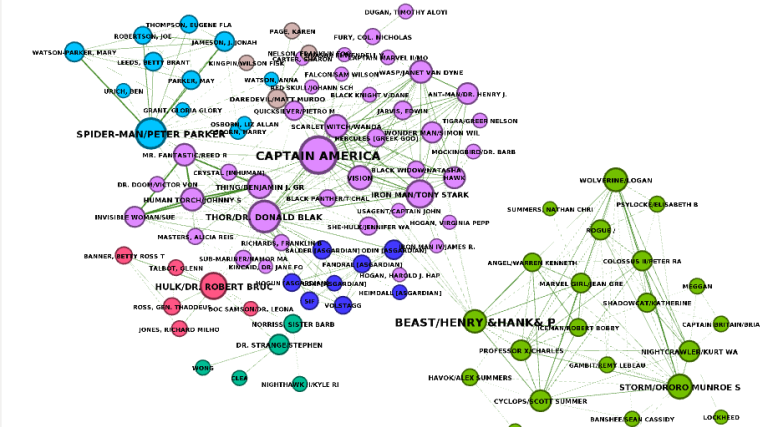 DUGAN, TIMOTHY ALOYI
THOMPSON, EUGENE FLA
PAGE, KAREN
ROBERTSON, JOE
JAMESON, J. JONAH
FURY, COL. NICHOLAS
WATSON-PARKER, MARY
LEEDS, BETTY BRANT
KINGPIN/WILSON FISK
NELSON, FRANKLIN
CARTER, SHARON
CAPTAIN MARVEL II/MO
WASP/JANET VAN DYNE
FALCON/SAM WILSON
PARKER, MAY
WATSON, ANNA
RED SKULL/JOHANN SCH
URICH, BEN
BLACK KNIGHT V/DANE
ANT-MAN/DR. HENRY J.
DAREDEVIL/MATT MURDO
GRANT, GLORIA GLORY
QUICKSILVER/PIETRO M
JARVIS, EDWIN
TIGRA/GREER NELSON
OSBORN, LIZ ALLAN
OSBORN, HARRY
SCARLET WITCH/WANDA
SPIDER-MAN/PETER PARKER
WONDER MAN/SIMON WIL
HERCULES [GREEK GOD]
MR. FANTASTIC/REED R
CAPTAIN AMERICA
MOCKINGBIRD/DR. BARB
CRYSTAL [INHUMAN]
BLACK WIDOW/NATASHA
VISION
HAWK
DR. DOOM/VICTOR VON
THING/BENJAMIN J. GR
WOLVERINE/LOGAN
HUMAN TORCH/JOHNNY S
BLACK PANTHER/T'CHAL
IRON MAN/TONY STARK
INVISIBLE WOMAN/SUE
THOR/DR. DONALD BLAK
USAGENT/CAPTAIN JOHN
SUMMERS, NATHAN CHRI
PSYLOCKE/ELISABETH B
SHE-HULK/JENNIFER WA
HOGAN, VIRGINIA PEPP
ROGUE /
MASTERS, ALICIA REIS
RICHARDS, FRANKLIN B
BALDER [ASGARDIAN]
ODIN [ASGARDIAN]
IRON MAN IV/JAMES R.
BANNER, BETTY ROSS T
SUB-MARINER/NAMOR MA
FANDRAL [ASGARDIAN]
ANGEL/WARREN KENNETH
COLOSSUS II/PETER RA
TALBOT, GLENN
KINCAID, DR. JANE FO
HOGAN, HAROLD J. HAP
HULK/DR. ROBERT BRUC
HOGUN [ASGARDIAN]
MARVEL GIRL/JEAN GRE
MEGGAN
HEIMDALL [ASGARDIAN]
SIF
VOLSTAGG
SHADOWCAT/KATHERINE
ROSS, GEN. THADDEUS
DOC SAMSON/DR. LEONA
BEAST/HENRY &HANK& P
NORRISS, SISTER BARB
JONES, RICHARD MILHO
ICEMAN/ROBERT BOBBY
CAPTAIN BRITAIN/BRIA
DR. STRANGE/STEPHEN
PROFESSOR X/CHARLES
NIGHTCRAWLER/KURT WA
WONG
CLEA
GAMBIT/REMY LEBEAU
HAVOK/ALEX SUMMERS
NIGHTHAWK II/KYLE RI
STORM/ORORO MUNROE S
CYCLOPS/SCOTT SUMMER
BANSHEE/SEAN CASSIDY
LOCKHEED